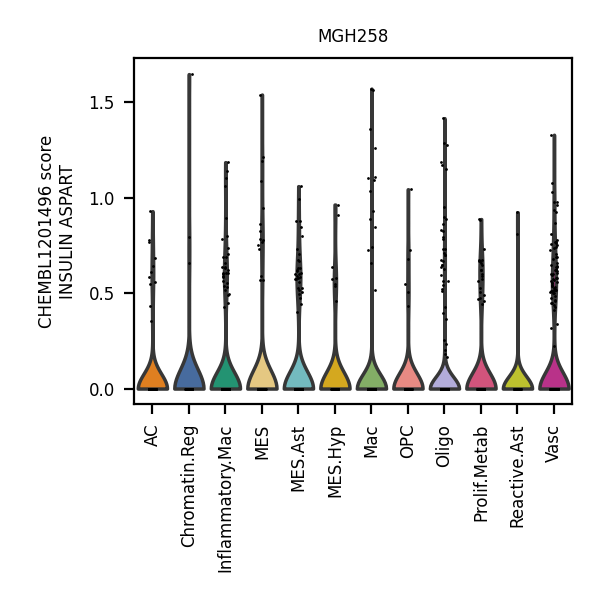 MGH258
CHEMBL1201496 score
INSULIN ASPART
1.5
1.0
0.5
0.0
AC
Chromatin.Reg
Inflammatory.Mac
MES
MES.Ast
MES.Hyp
Mac
OPC
Oligo
Prolif.Metab
Reactive.Ast
Vasc